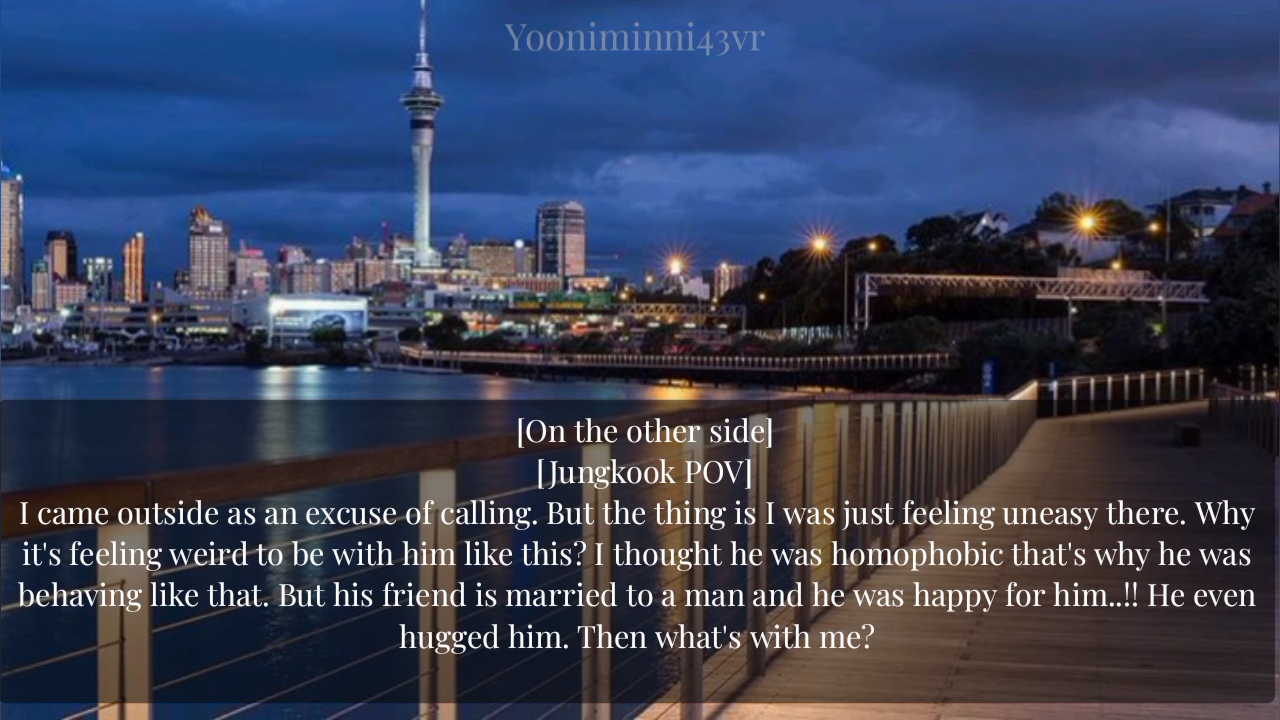 Yooniminni43vr
[On the other side]
[Jungkook POV]
I came outside as an excuse of calling. But the thing is I was just feeling uneasy there. Why
it's feeling weird to be with him like this? I thought he was homophobic that's why he was
behaving like that. But his friend is married to a man and he was happy for him..!! He even
hugged him. Then what's with me?